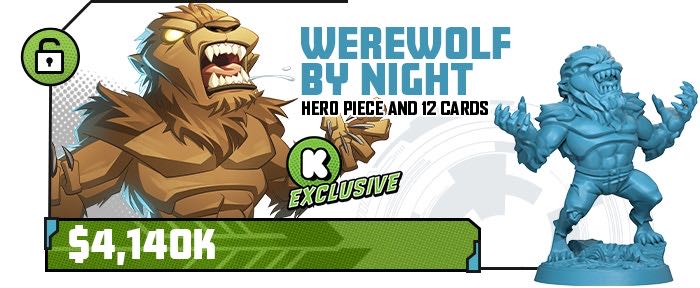 WEREWOLF
BY NIGHT
HERO PIECE AND 12 CARDS
K
EXCLUSIVE
$4,140K